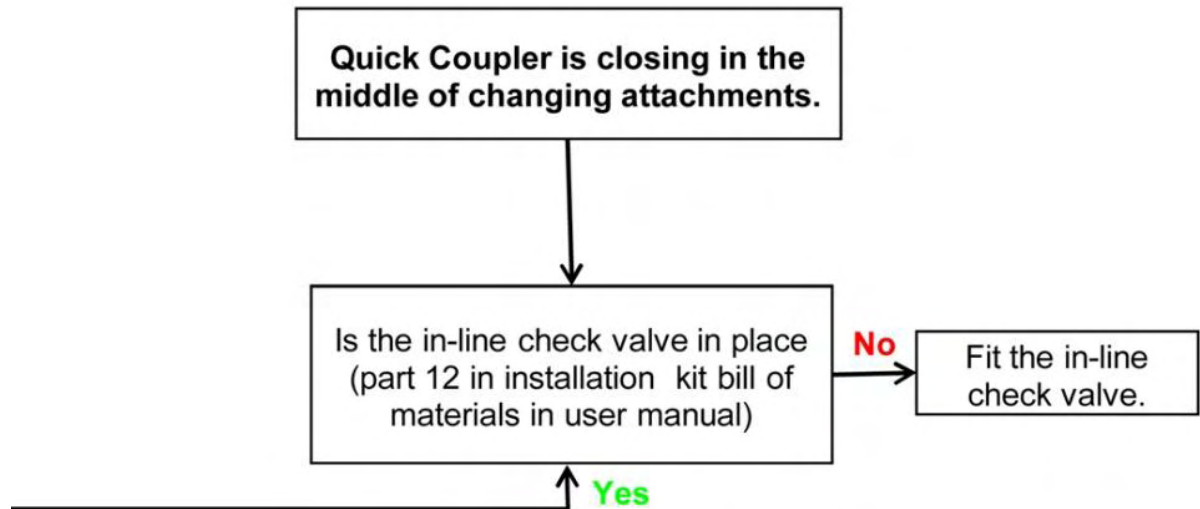 Quick Coupler is closing in the
middle of changing attachments.
Is the in-line check valve in place
(part 12 in installation kit bill of
materials in user manual)
No
Fit the in-line
check valve.
Yes